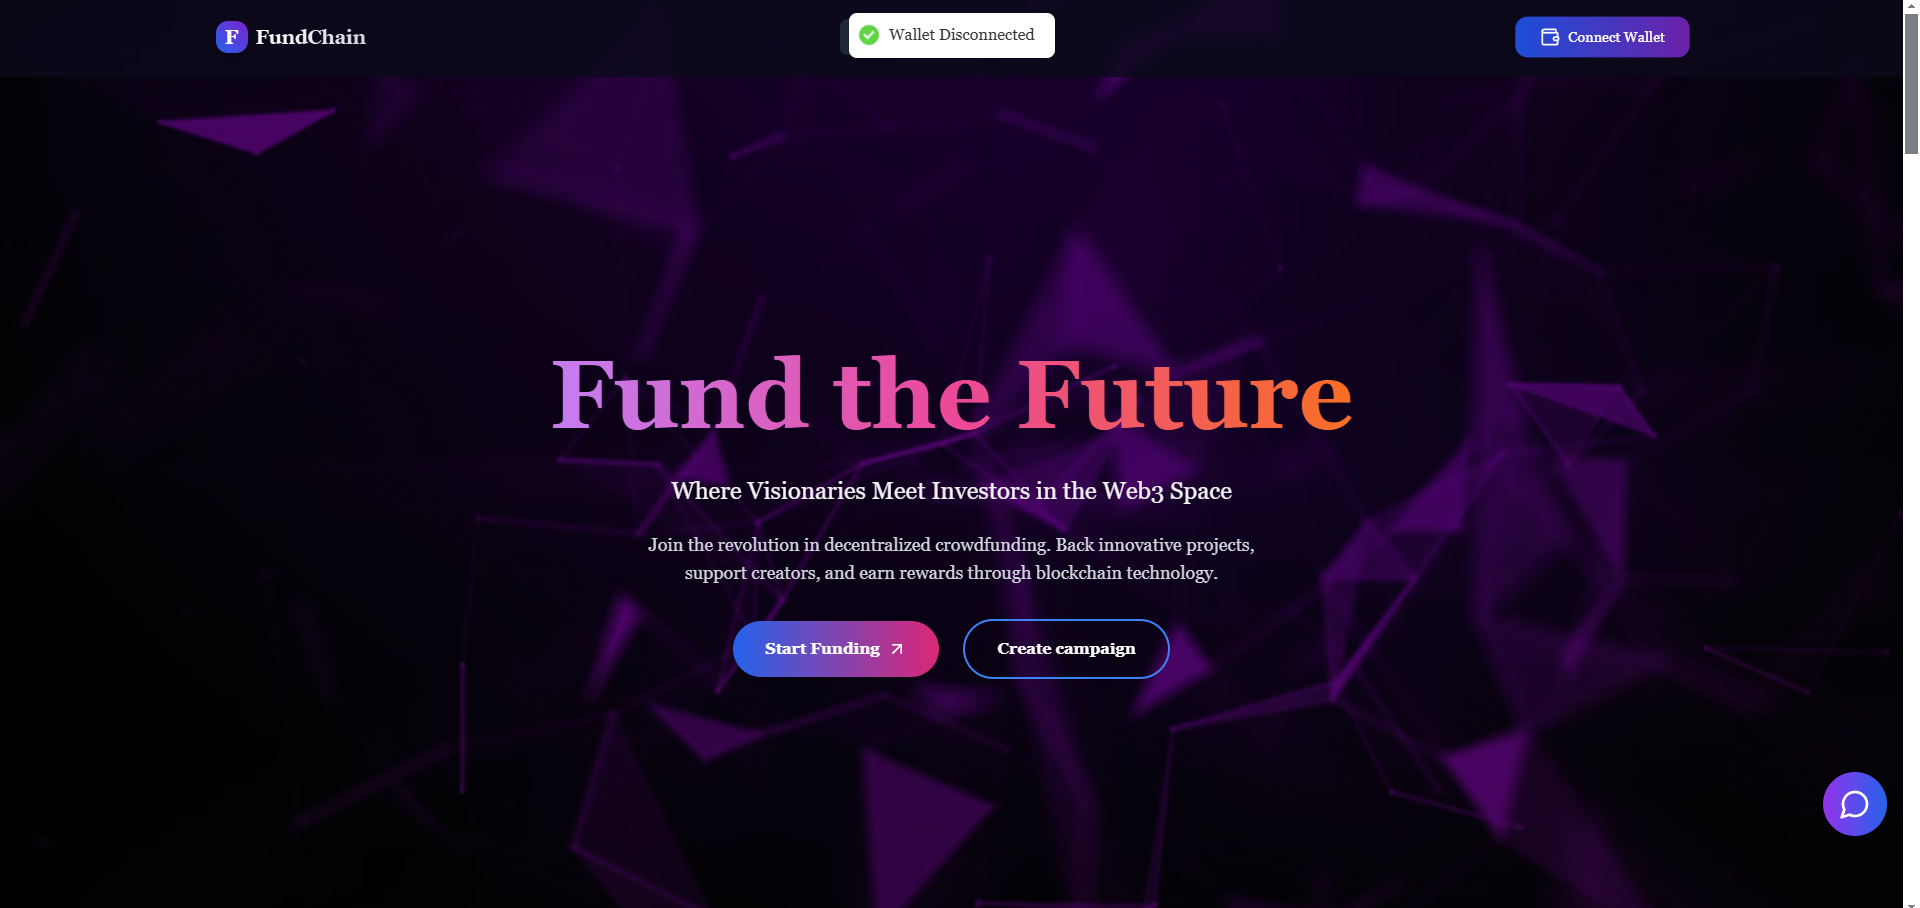 F FundChain
Wallet Disconnected
Connect Wallet
Fund the Future
Where Visionaries Meet Investors in the Web3 Space
Join the revolution in decentralized crowdfunding. Back innovative projects,
support creators, and earn rewards through blockchain technology.
Start Funding
Create campaign